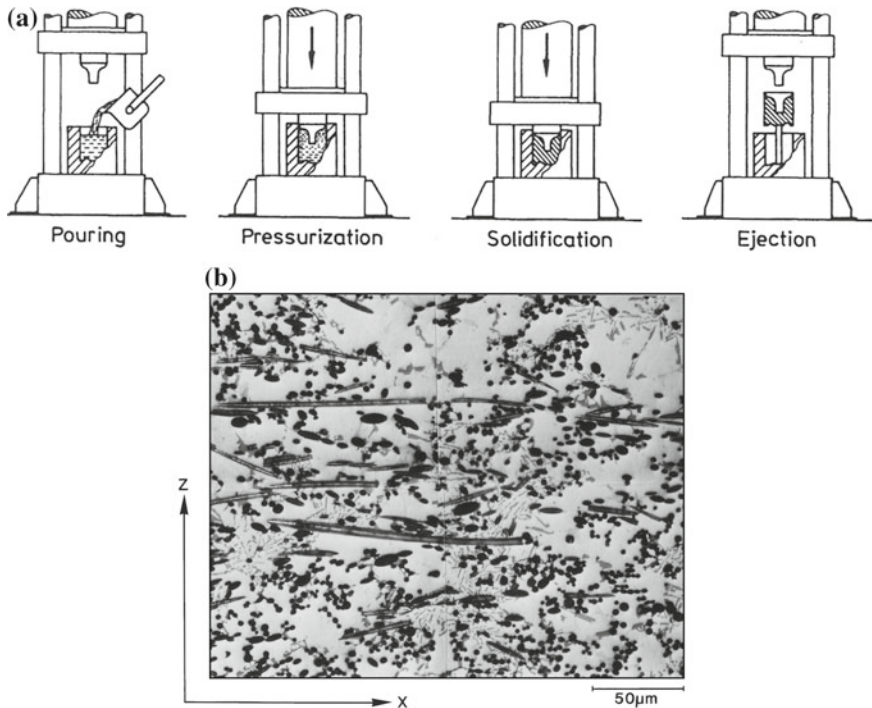 (a)
Pouring
Pressurization
Solidification
Ejection
(b)
Z
X
50μm